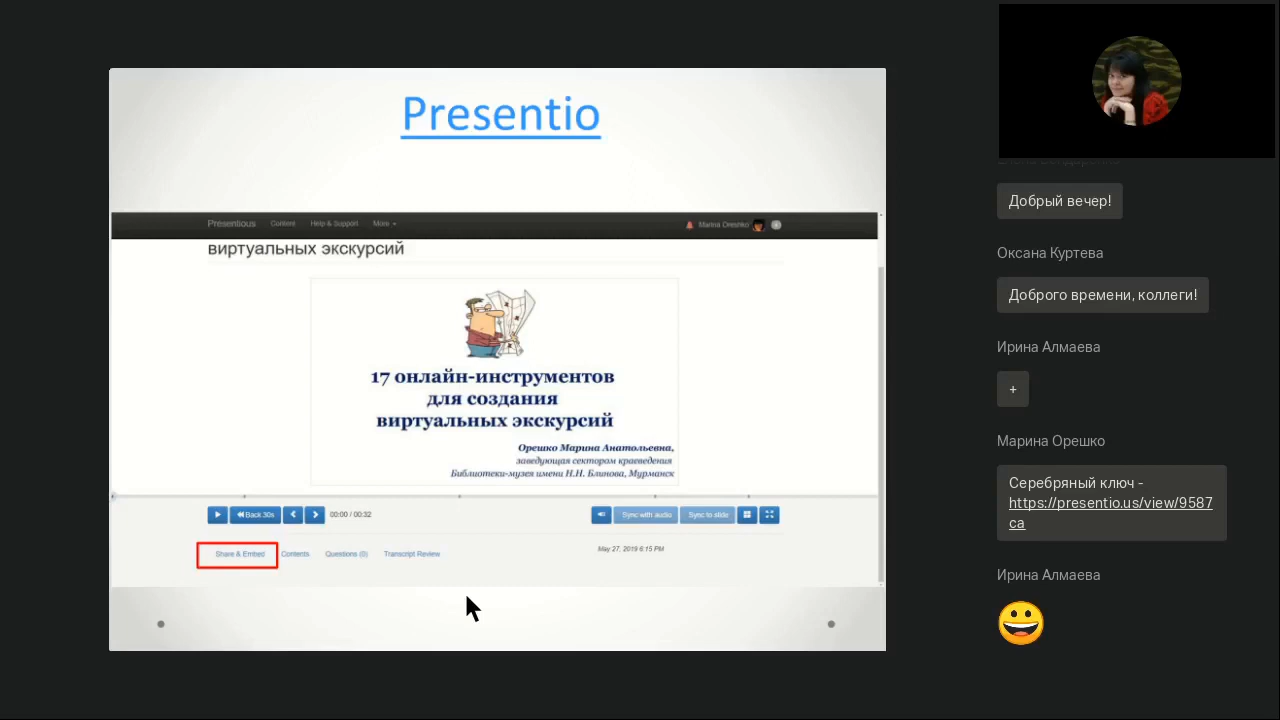 Presentio
Presentious Content Help & Support More
Marina Oreshko
виртуальных экскурсий
17 онлайн-инструментов
для создания
виртуальных экскурсий
Орешко Марина Анатольевна,
заведующая сектором краеведения
Библиотеки-музея имени Н.Н. Блинова, Мурманск
Back 30s 00:00 / 00:32 Sync with audio Sync to slide
Share & Embed Contents Questions (0) Transcript Review May 27, 2019 6:15 PM
Добрый вечер!
Оксана Куртева
Доброго времени, коллеги!
Ирина Алмаева
+
Марина Орешко
Серебряный ключ -
https://presentio.us/view/9587
ca
Ирина Алмаева